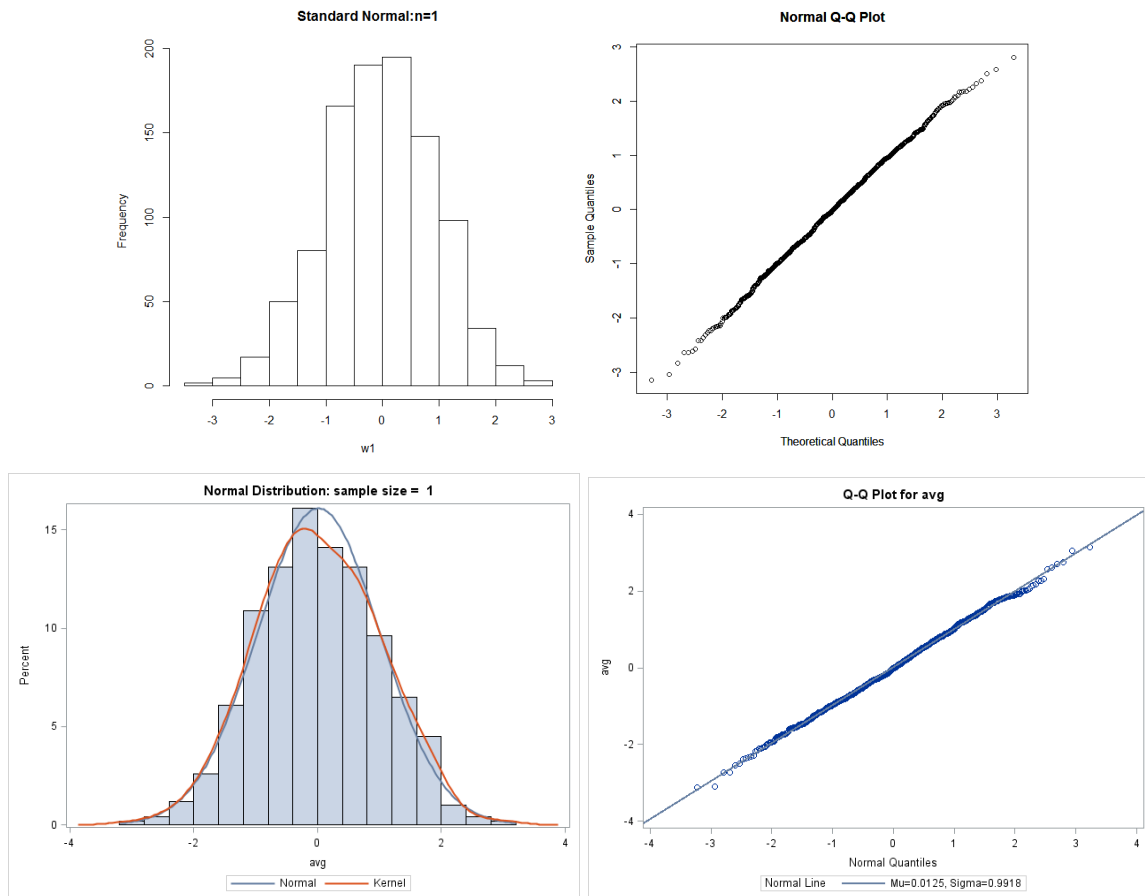 Standard Normal:n=1
Frequency
200
150
100
50
0
-3 -2 -1 0 1 2 3
w1
Normal Q-Q Plot
Sample Quantiles
3
2
1
0
-1
-2
-3
-3 -2 -1 0 1 2 3
Theoretical Quantiles
Normal Distribution: sample size = 1
Percent
15
10
5
0
-4 -2 0 2 4
avg
Normal Kernel
Q-Q Plot for avg
avg
4
2
0
-2
-4
-4 -3 -2 -1 0 1 2 3 4
Normal Quantiles
Normal Line Mu=0.0125, Sigma=0.9918